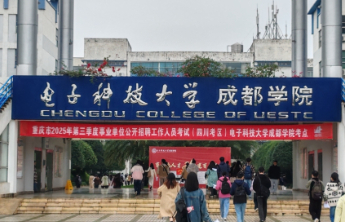 电子科技大学 成都学院
CHENGDU COLLEGE OF UESTC
重庆市2025年第三季度事业单位公开招聘工作人员考试（四川考区）电子科技大学成都学院考点